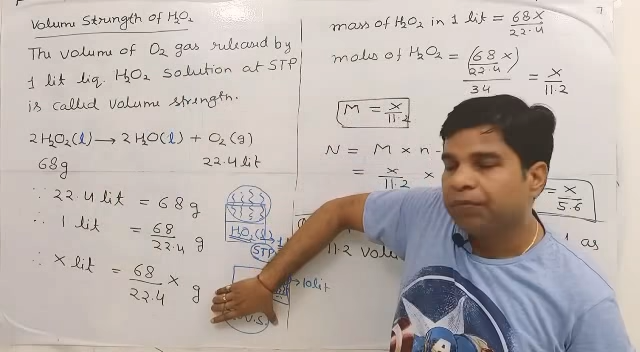 Volume Strength of H₂O₂
The volume of O₂ gas released by
1 lit liq. H₂O₂ solution at STP
is called volume strength.
2H₂O₂(l) → 2H₂O(l) + O₂(g)
68g 22.4 lit
∵ 22.4 lit = 68 g
∴ 1 lit = 68/22.4 g
∴ x lit = 68/22.4 x g
H₂O₂(l)
STP
→ 10 lit
7
mass of H₂O₂ in 1 lit = 68x/22.4
moles of H₂O₂ = (68/22.4 x)/34 = x/11.2
M = x/11.2
N = M × n-
= x/11.2 ×
= x/5.6
1 as
11.2 Volu